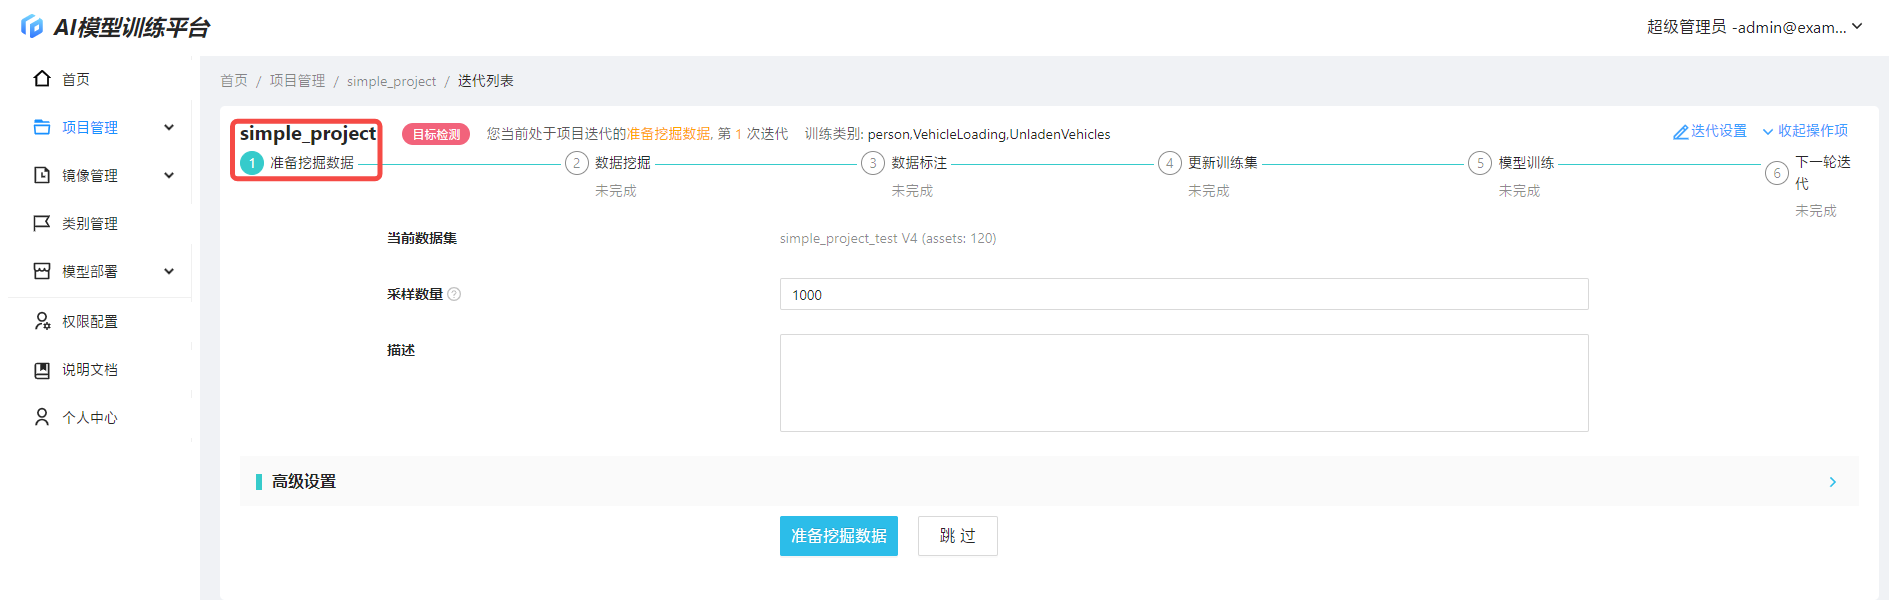 AI模型训练平台
超级管理员 -admin@exam...
首页
项目管理
镜像管理
类别管理
模型部署
权限配置
说明文档
个人中心
首页 / 项目管理 / simple_project / 迭代列表
simple_project 目标检测 您当前处于项目迭代的准备挖掘数据, 第 1 次迭代 训练类别: person,VehicleLoading,UnladenVehicles
迭代设置 收起操作项
1 准备挖掘数据
2 数据挖掘
未完成
3 数据标注
未完成
4 更新训练集
未完成
5 模型训练
未完成
6 下一轮迭
代
未完成
当前数据集 simple_project_test V4 (assets: 120)
采样数量 ? 1000
描述
高级设置
准备挖掘数据 跳 过